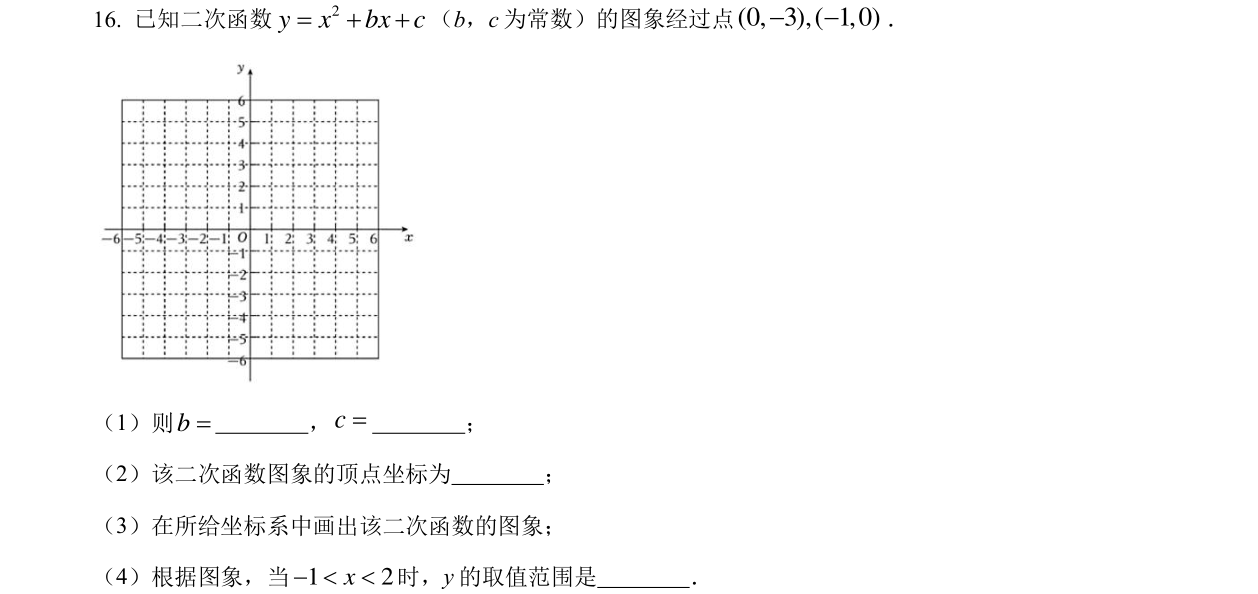 16. 已知二次函数 y = x² + bx + c（b，c 为常数）的图象经过点 (0,−3),(−1,0)．
y
6
5
4
3
2
1
−6 −5 −4 −3 −2 −1 O 1 2 3 4 5 6 x
−1
−2
−3
−4
−5
−6
（1）则 b = ________，c = ________；
（2）该二次函数图象的顶点坐标为________；
（3）在所给坐标系中画出该二次函数的图象；
（4）根据图象，当 −1 < x < 2 时，y 的取值范围是________．